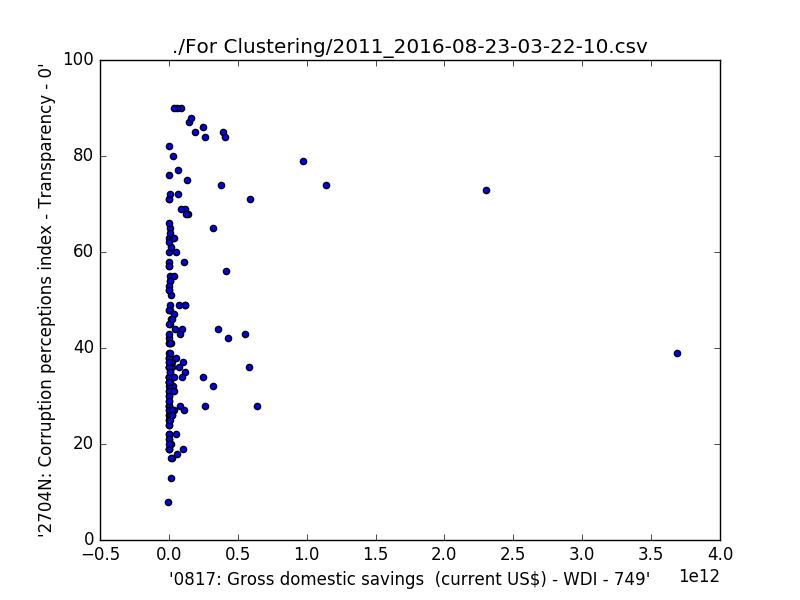 ./For Clustering/2011_2016-08-23-03-22-10.csv
100
80
60
40
20
0
'2704N: Corruption perceptions index - Transparency - 0'
−0.5 0.0 0.5 1.0 1.5 2.0 2.5 3.0 3.5 4.0
1e12
'0817: Gross domestic savings  (current US$) - WDI - 749'